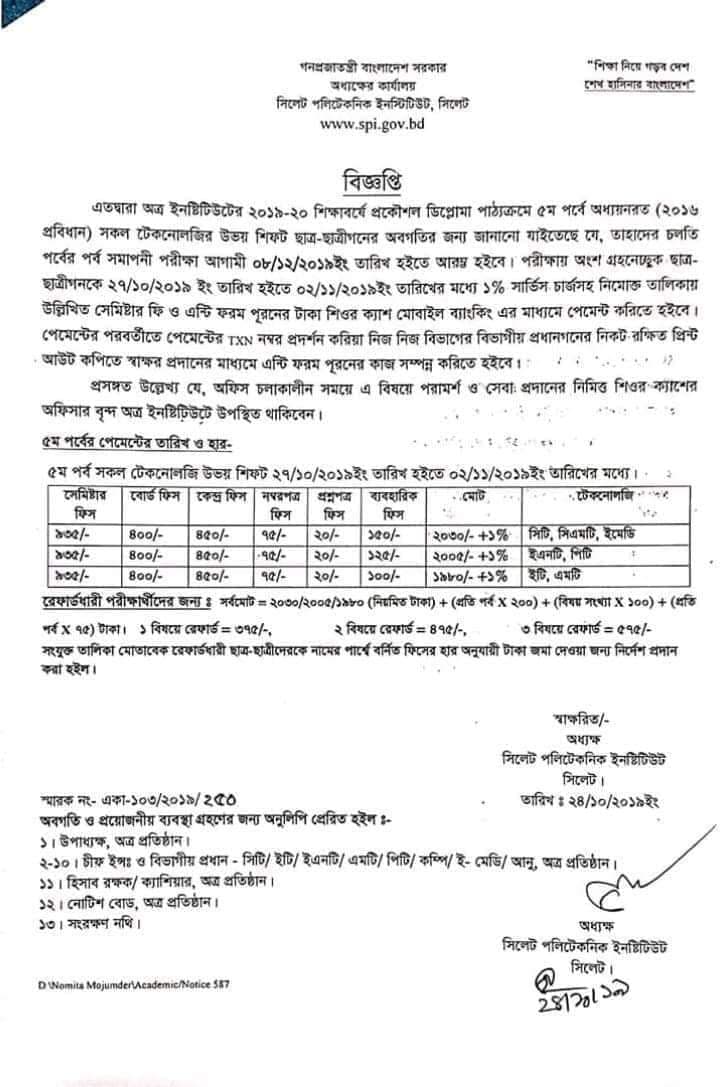 গনপ্রজাতন্ত্রী বাংলাদেশ সরকার
অধ্যক্ষের কার্যালয়
সিলেট পলিটেকনিক ইনস্টিটিউট, সিলেট
www.spi.gov.bd
"শিক্ষা নিয়ে গড়ব দেশ
শেখ হাসিনার বাংলাদেশ"
বিজ্ঞপ্তি
এতদ্বারা অত্র ইনষ্টিটিউটের ২০১৯-২০ শিক্ষাবর্ষে প্রকৌশল ডিপ্লোমা পাঠ্যক্রমে ৫ম পর্বে অধ্যয়নরত (২০১৬
প্রবিধান) সকল টেকনোলজির উভয় শিফট ছাত্র-ছাত্রীগনের অবগতির জন্য জানানো যাইতেছে যে, তাহাদের চলতি
পর্বের পর্ব সমাপনী পরীক্ষা আগামী ০৮/১২/২০১৯ইং তারিখ হইতে আরম্ভ হইবে। পরীক্ষায় অংশ গ্রহনেচ্ছুক ছাত্র-
ছাত্রীগনকে ২৭/১০/২০১৯ ইং তারিখ হইতে ০২/১১/২০১৯ইং তারিখের মধ্যে ১% সার্ভিস চার্জসহ নিমোক্ত তালিকায়
উল্লিখিত সেমিষ্টার ফি ও এন্টি ফরম পূরনের টাকা শিওর ক্যাশ মোবাইল ব্যাংকিং এর মাধ্যমে পেমেন্ট করিতে হইবে।
পেমেন্টের পরবর্তীতে পেমেন্টের TXN নম্বর প্রদর্শন করিয়া নিজ নিজ বিভাগের বিভাগীয় প্রধানগনের নিকট রক্ষিত প্রিন্ট
আউট কপিতে স্বাক্ষর প্রদানের মাধ্যমে এন্টি ফরম পূরনের কাজ সম্পন্ন করিতে হইবে।
প্রসঙ্গত উল্লেখ্য যে, অফিস চলাকালীন সময়ে এ বিষয়ে পরামর্শ ও সেবা প্রদানের নিমিত্ত শিওর ক্যাশের
অফিসার বৃন্দ অত্র ইনষ্টিটিউটে উপস্থিত থাকিবেন।
৫ম পর্বের পেমেন্টের তারিখ ও হার-
৫ম পর্ব সকল টেকনোলজি উভয় শিফট ২৭/১০/২০১৯ইং তারিখ হইতে ০২/১১/২০১৯ইং তারিখের মধ্যে।
সেমিষ্টার ফিস বোর্ড ফিস কেন্দ্র ফিস নম্বরপত্র ফিস প্রশ্নপত্র ফিস ব্যবহারিক ফিস মোট টেকনোলজি
৯৩৫/- ৪০০/- ৪৫০/- ৭৫/- ২০/- ১৫০/- ২০৩০/- +১% সিটি, সিএমটি, ইমেডি
৯৩৫/- ৪০০/- ৪৫০/- ৭৫/- ২০/- ১২৫/- ২০০৫/- +১% ইএনটি, পিটি
৯৩৫/- ৪০০/- ৪৫০/- ৭৫/- ২০/- ১০০/- ১৯৮০/- +১% ইটি, এমটি
রেফার্ডধারী পরীক্ষার্থীদের জন্য ঃ সর্বমোট = ২০৩০/২০০৫/১৯৮০ (নিয়মিত টাকা) + (প্রতি পর্ব X ২০০) + (বিষয় সংখ্যা X ১০০) + (প্রতি
পর্ব X ৭৫) টাকা। ১ বিষয়ে রেফার্ড = ৩৭৫/-, ২ বিষয়ে রেফার্ড = ৪৭৫/-, ৩ বিষয়ে রেফার্ড = ৫৭৫/-
সংযুক্ত তালিকা মোতাবেক রেফার্ডধারী ছাত্র-ছাত্রীদেরকে নামের পার্শ্বে বর্নিত ফিসের হার অনুযায়ী টাকা জমা দেওয়া জন্য নির্দেশ প্রদান
করা হইল।
স্বাক্ষরিত/-
অধ্যক্ষ
সিলেট পলিটেকনিক ইনষ্টিটিউট
সিলেট।
তারিখ ঃ ২৪/১০/২০১৯ইং
স্মারক নং- একা-১০৩/২০১৯/ ২৫০
অবগতি ও প্রয়োজনীয় ব্যবস্থা গ্রহণের জন্য অনুলিপি প্রেরিত হইল ঃ-
১। উপাধ্যক্ষ, অত্র প্রতিষ্ঠান।
২-১০। চীফ ইন্সঃ ও বিভাগীয় প্রধান - সিটি/ ইটি/ ইএনটি/ এমটি/ পিটি/ কম্পি/ ই- মেডি/ আনু, অত্র প্রতিষ্ঠান।
১১। হিসাব রক্ষক/ ক্যাশিয়ার, অত্র প্রতিষ্ঠান।
১২। নোটিশ বোড, অত্র প্রতিষ্ঠান।
১৩। সংরক্ষণ নথি।
অধ্যক্ষ
সিলেট পলিটেকনিক ইনষ্টিটিউট
সিলেট।
২৪/১০/১৯
D \Nomita Mojumder\Academic/Notice 587